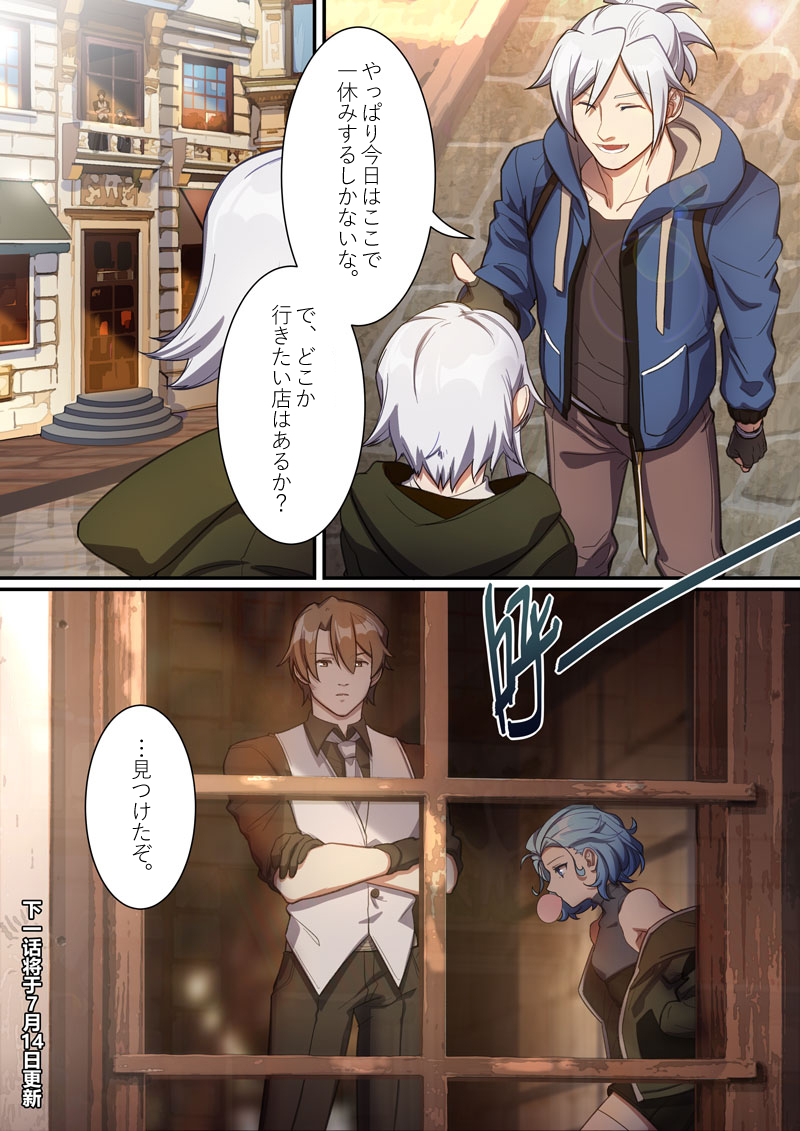 やっぱり今日はここで
一休みするしかないな。
で、どこか
行きたい店はあるか？
…見つけたぞ。
下一话将于7月14日更新